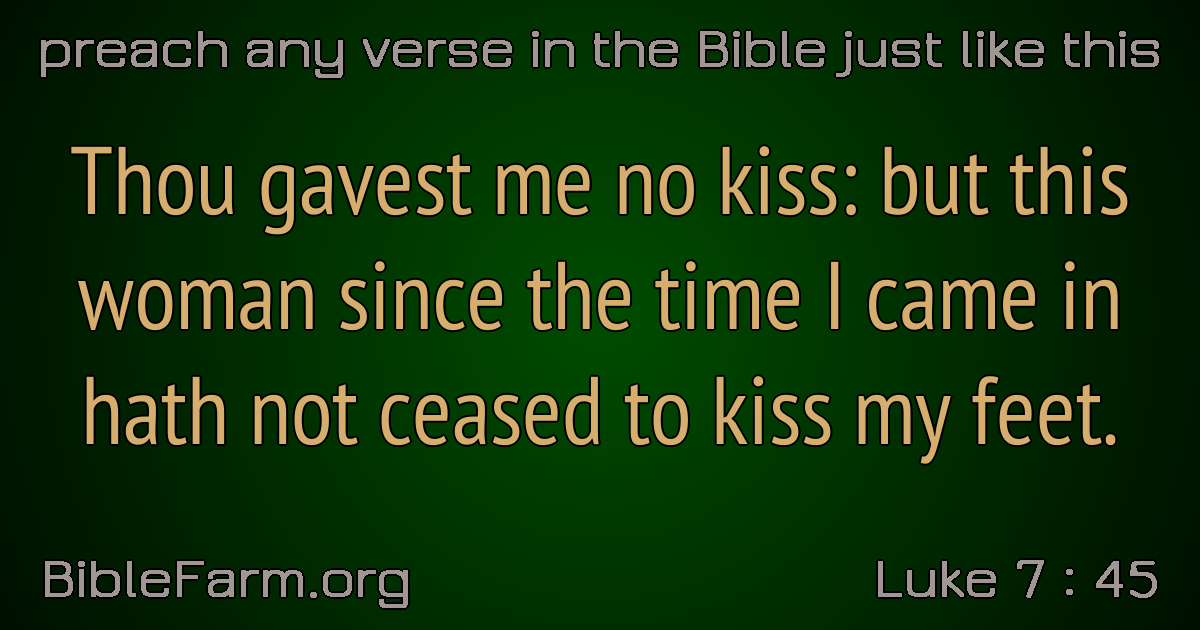 preach any verse in the Bible just like this
Thou gavest me no kiss: but this
woman since the time I came in
hath not ceased to kiss my feet.
BibleFarm.org
Luke 7 : 45